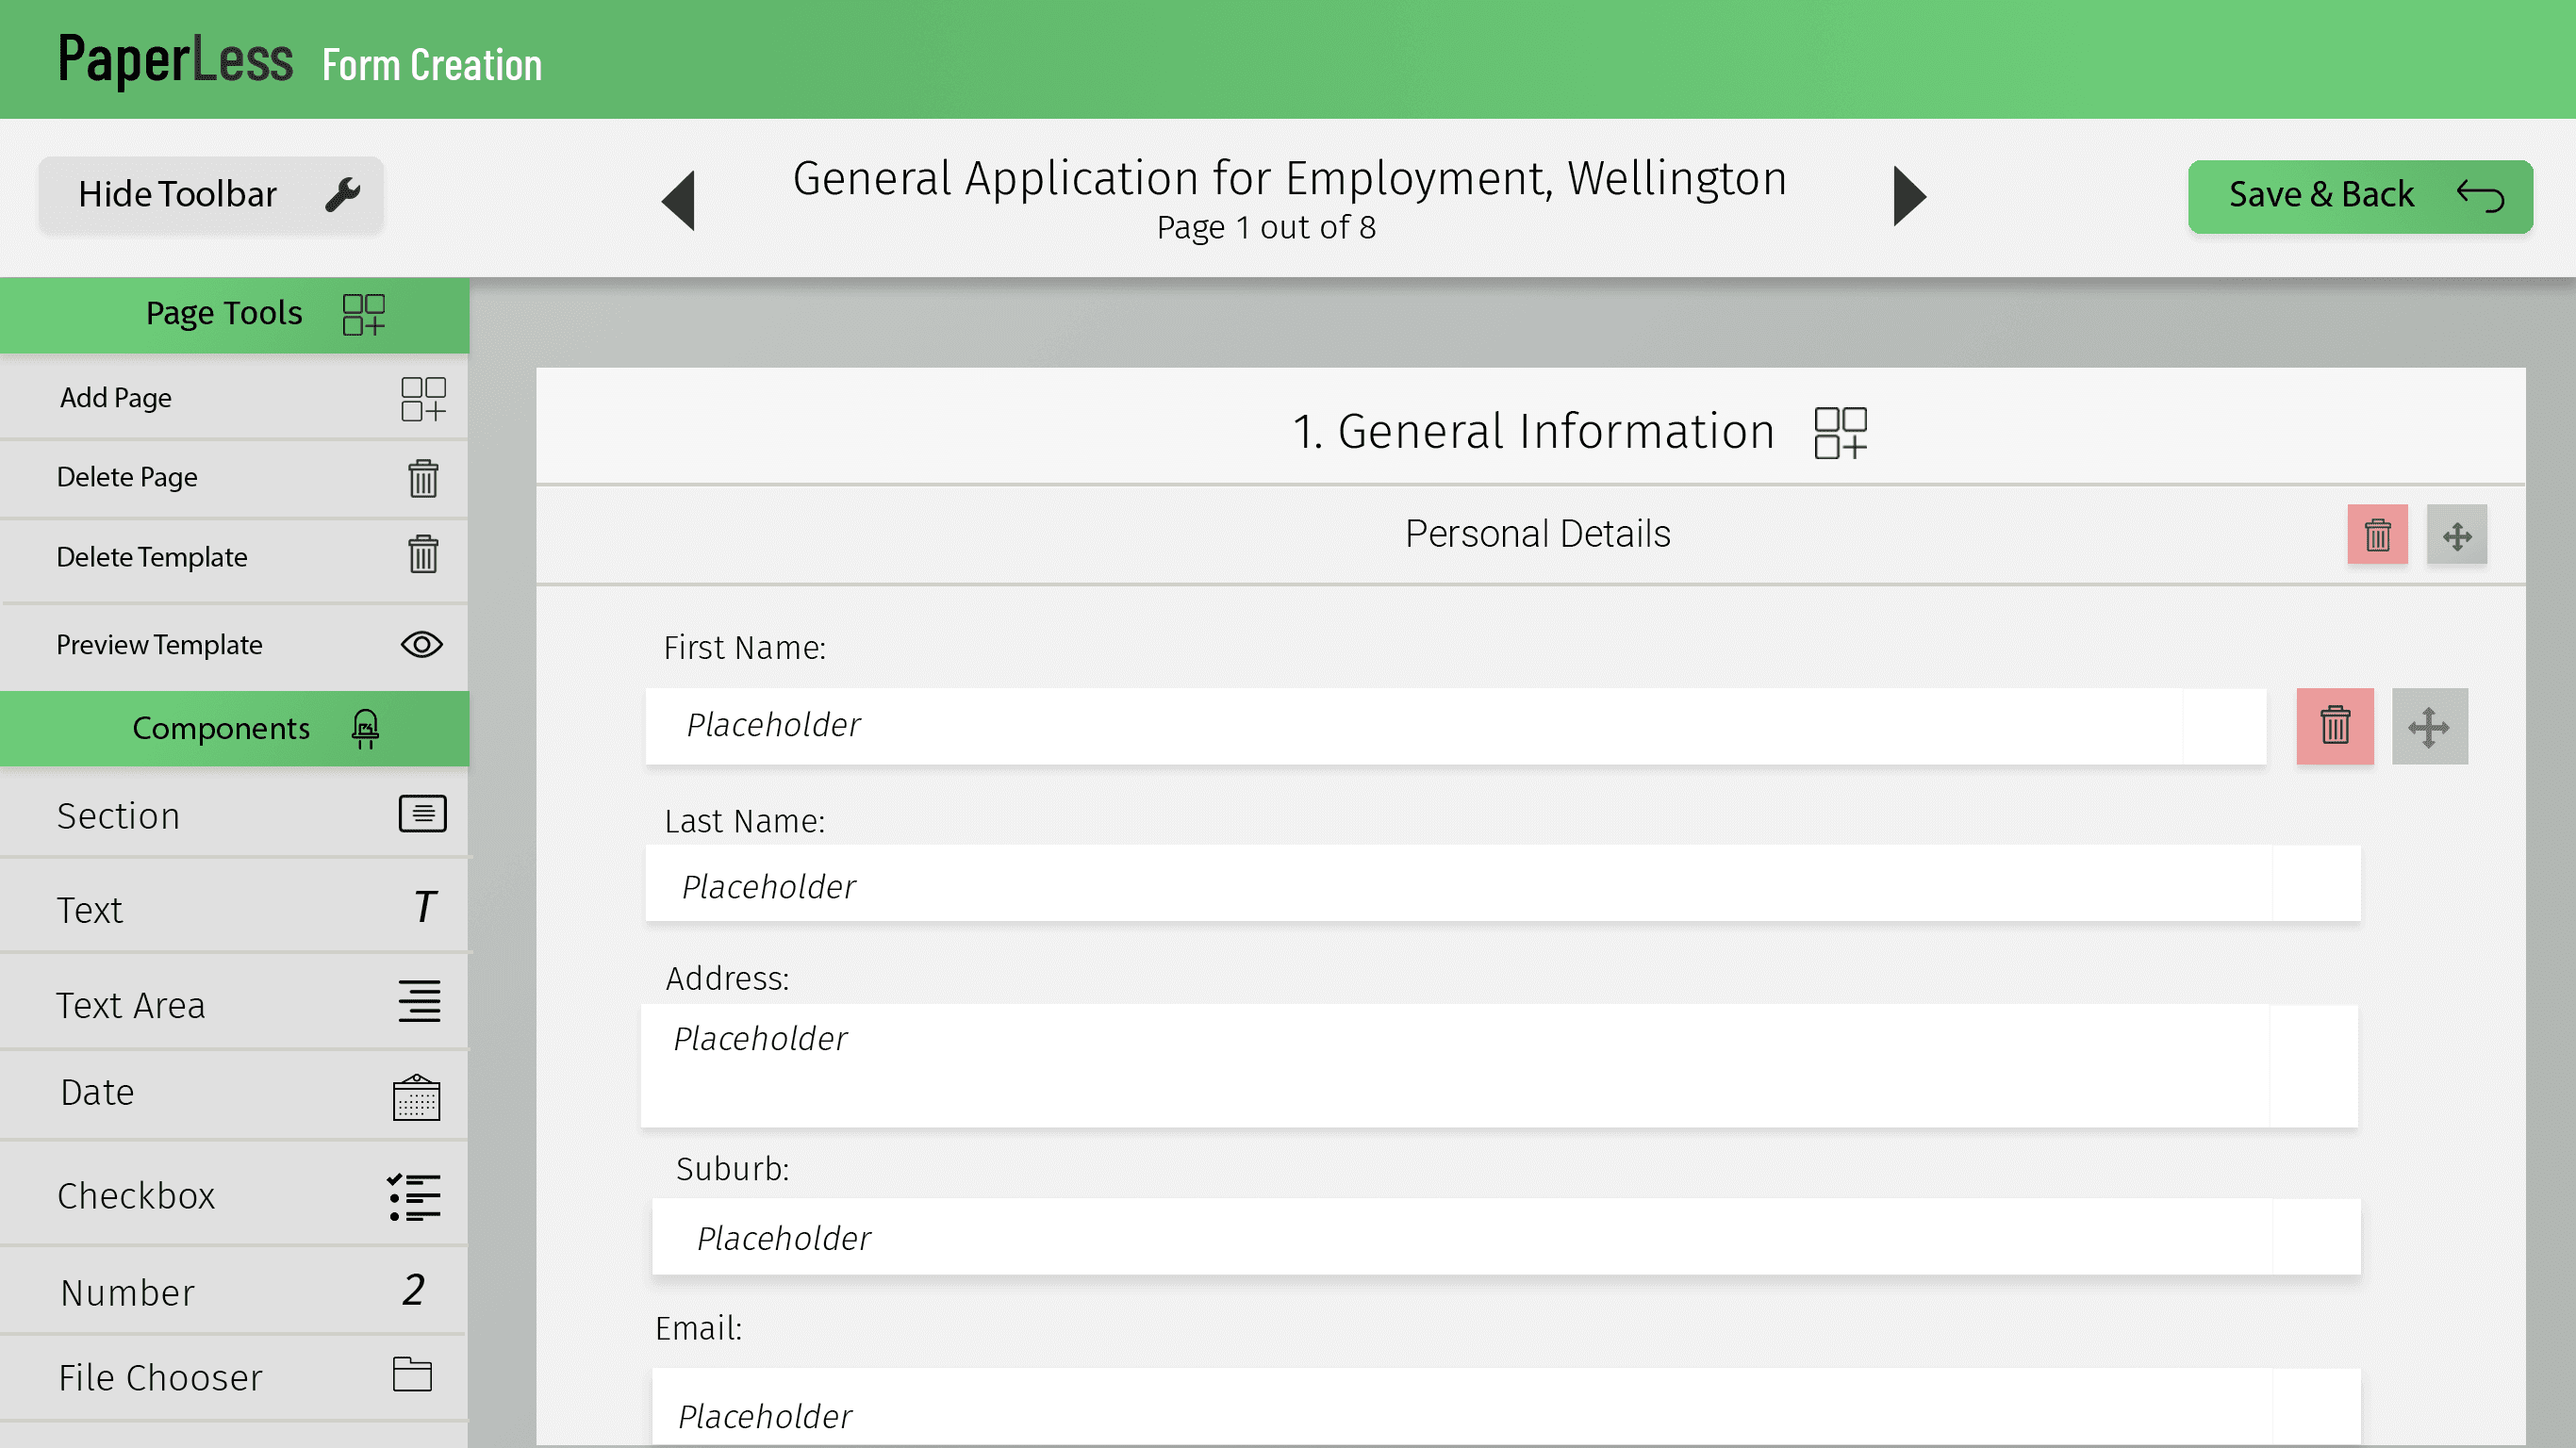 PaperLess Form Creation
Hide Toolbar
General Application for Employment, Wellington
Page 1 out of 8
Save & Back
Page Tools
Add Page
Delete Page
Delete Template
Preview Template
Components
Section
Text
T
Text Area
Date
Checkbox
Number
2
File Chooser
1. General Information
Personal Details
First Name:
Placeholder
Last Name:
Placeholder
Address:
Placeholder
Suburb:
Placeholder
Email:
Placeholder